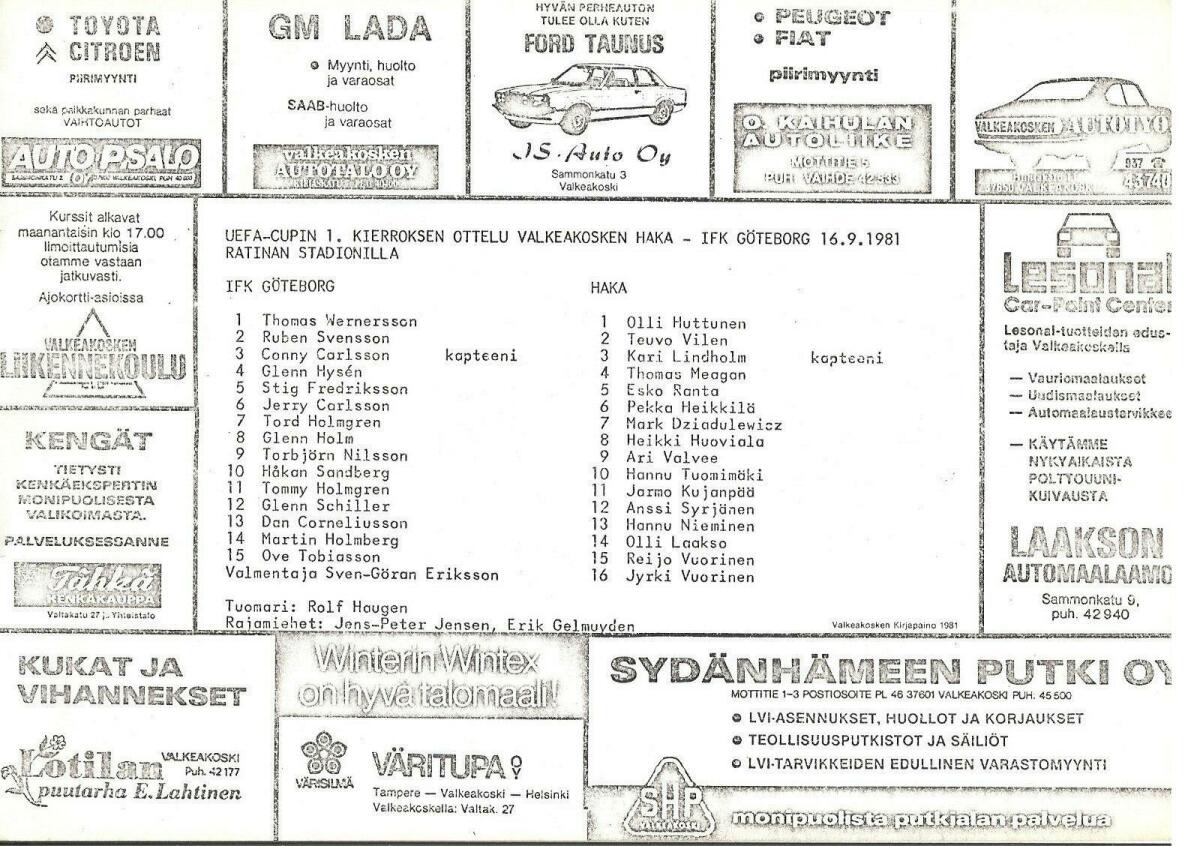 TOYOTA
CITROEN
PIIRIMYYNTI
sekä paikkakunnan parhaat
VAIHTOAUTOT
AUTO P.SALO
OY
GM LADA
Myynti, huolto
ja varaosat
SAAB-huolto
ja varaosat
valkeakosken
AUTOTALO OY
HYVÄN PERHEAUTON
TULEE OLLA KUTEN
FORD TAUNUS
JS-Auto Oy
Sammonkatu 3
Valkeakoski
PEUGEOT
FIAT
piirimyynti
O. KAIHULAN
AUTOLIIKE
MOTTITIE 5
PUH. VAIHDE 42 533
VALKEAKOSKEN AUTOTYÖ
937
43740
37630 VALKEAKOSKI
Kurssit alkavat
maanantaisin klo 17.00
Ilmoittautumisia
otamme vastaan
jatkuvasti.
Ajokortti-asioissa
VALKEAKOSKEN
LIIKENNEKOULU
KENGÄT
TIETYSTI
KENKÄEKSPERTIN
MONIPUOLISESTA
VALIKOIMASTA.
PALVELUKSESSANNE
Tähkä
KENKÄKAUPPA
Valtakatu 27 j. Yhteistalo
UEFA-CUPIN 1. KIERROKSEN OTTELU VALKEAKOSKEN HAKA - IFK GÖTEBORG 16.9.1981
RATINAN STADIONILLA
IFK GÖTEBORG
1 Thomas Wernersson
2 Ruben Svensson
3 Conny Carlsson kapteeni
4 Glenn Hysén
5 Stig Fredriksson
6 Jerry Carlsson
7 Tord Holmgren
8 Glenn Holm
9 Torbjörn Nilsson
10 Håkan Sandberg
11 Tommy Holmgren
12 Glenn Schiller
13 Dan Corneliusson
14 Martin Holmberg
15 Ove Tobiasson
Valmentaja Sven-Göran Eriksson
HAKA
1 Olli Huttunen
2 Teuvo Vilen
3 Kari Lindholm kapteeni
4 Thomas Meagan
5 Esko Ranta
6 Pekka Heikkilä
7 Mark Dziadulewicz
8 Heikki Huoviala
9 Ari Valvee
10 Hannu Tuomimäki
11 Jarmo Kujanpää
12 Anssi Syrjänen
13 Hannu Nieminen
14 Olli Laakso
15 Reijo Vuorinen
16 Jyrki Vuorinen
Tuomari: Rolf Haugen
Rajamiehet: Jens-Peter Jensen, Erik Gelmuyden
Valkeakosken Kirjapaino 1981
Lesonal
Car-Point Center
Lesonal-tuotteiden edus-
taja Valkeakoskella
— Vauriomaalaukset
— Uudismaalaukset
— Automaalaustarvikkee
— KÄYTÄMME
NYKYAIKAISTA
POLTTOUUNI-
KUIVAUSTA
LAAKSON
AUTOMAALAAMO
Sammonkatu 9,
puh. 42 940
KUKAT JA
VIHANNEKSET
Lotilan
puutarha E. Lahtinen
VALKEAKOSKI
Puh. 42 177
Winterin Wintex
on hyvä talomaali!
VÄRISILMÄ
VÄRITUPA OY
Tampere — Valkeakoski — Helsinki
Valkeakoskella: Valtak. 27
SYDÄNHÄMEEN PUTKI OY
MOTTITIE 1-3 POSTIOSOITE PL 46 37601 VALKEAKOSKI PUH. 45 500
LVI-ASENNUKSET, HUOLLOT JA KORJAUKSET
TEOLLISUUSPUTKISTOT JA SÄILIÖT
LVI-TARVIKKEIDEN EDULLINEN VARASTOMYYNTI
SHP
VALKEAKOSKI
monipuolista putkialan palvelua